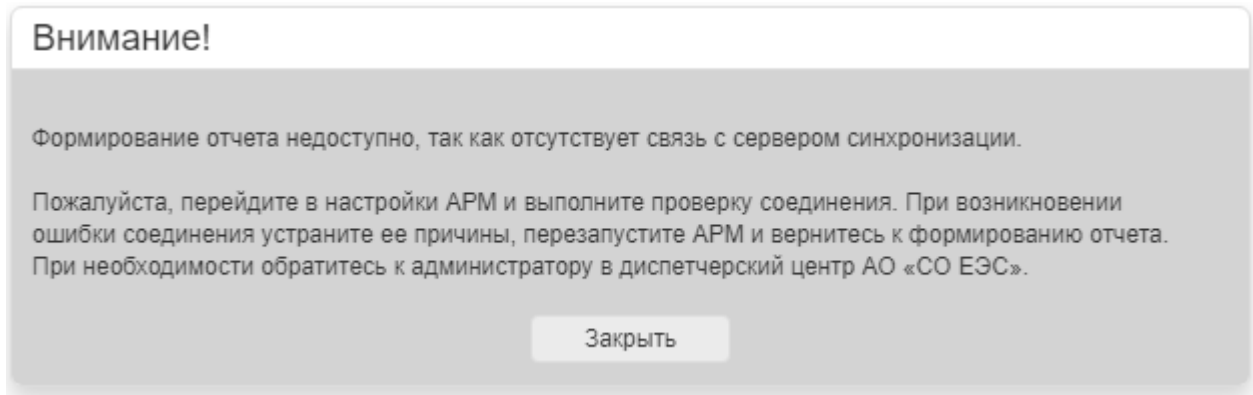 Внимание!
Формирование отчета недоступно, так как отсутствует связь с сервером синхронизации.
Пожалуйста, перейдите в настройки АРМ и выполните проверку соединения. При возникновении
ошибки соединения устраните ее причины, перезапустите АРМ и вернитесь к формированию отчета.
При необходимости обратитесь к администратору в диспетчерский центр АО «СО ЕЭС».
Закрыть